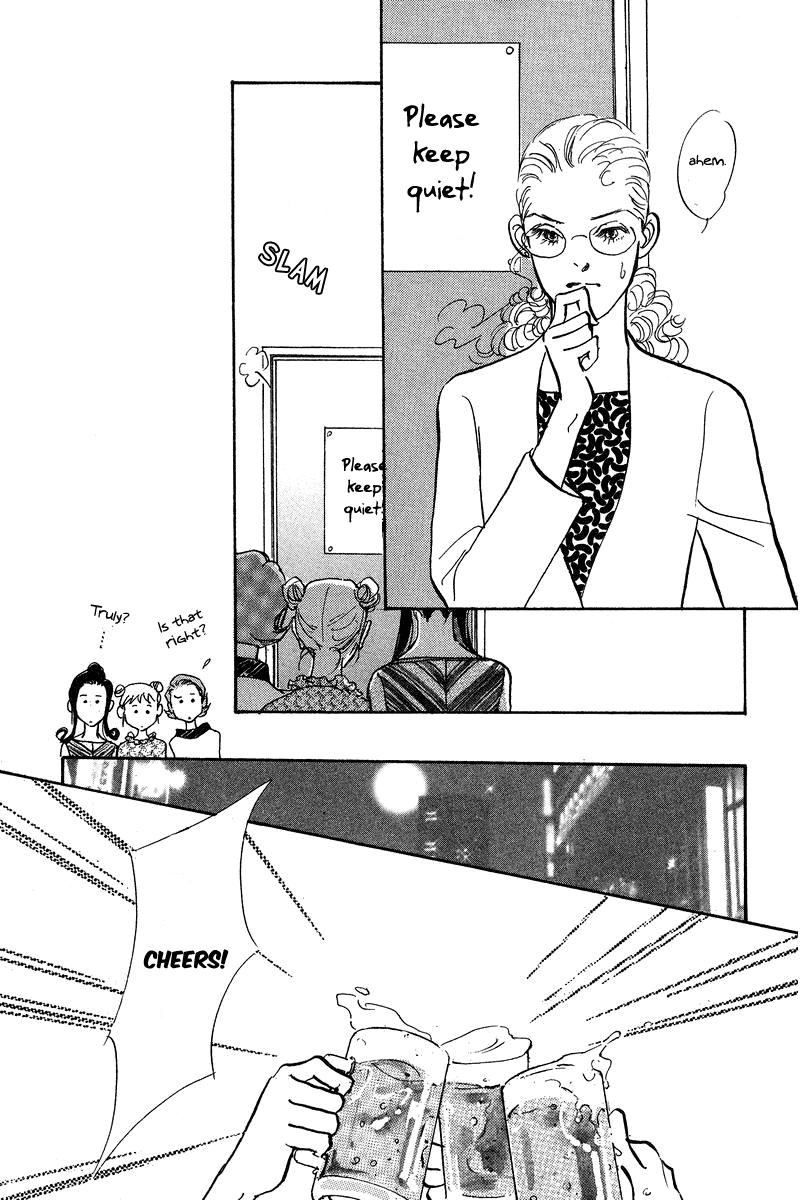 Please
keep
quiet!
ahem.
SLAM
Please
keep
quiet!
Truly?
Is that
right?
CHEERS!